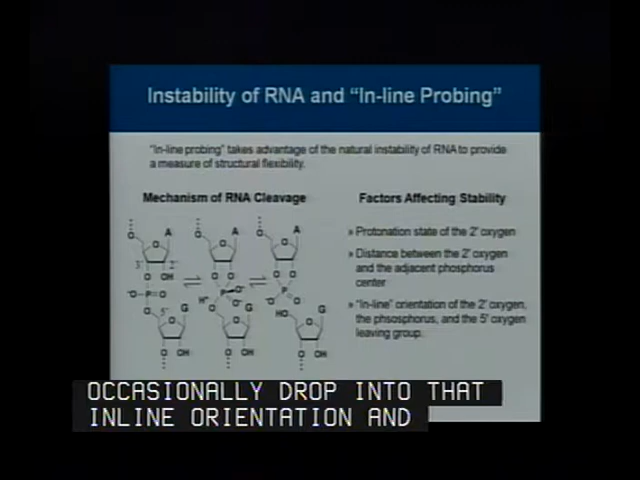 Instability of RNA and “In-line Probing”
“In-line probing” takes advantage of the natural instability of RNA to provide
a measure of structural flexibility.
Mechanism of RNA Cleavage
Factors Affecting Stability
» Protonation state of the 2' oxygen
» Distance between the 2' oxygen
and the adjacent phosphorus
center
» “In-line” orientation of the 2' oxygen,
the phsosphorus, and the 5' oxygen
leaving group.
OCCASIONALLY DROP INTO THAT
INLINE ORIENTATION AND